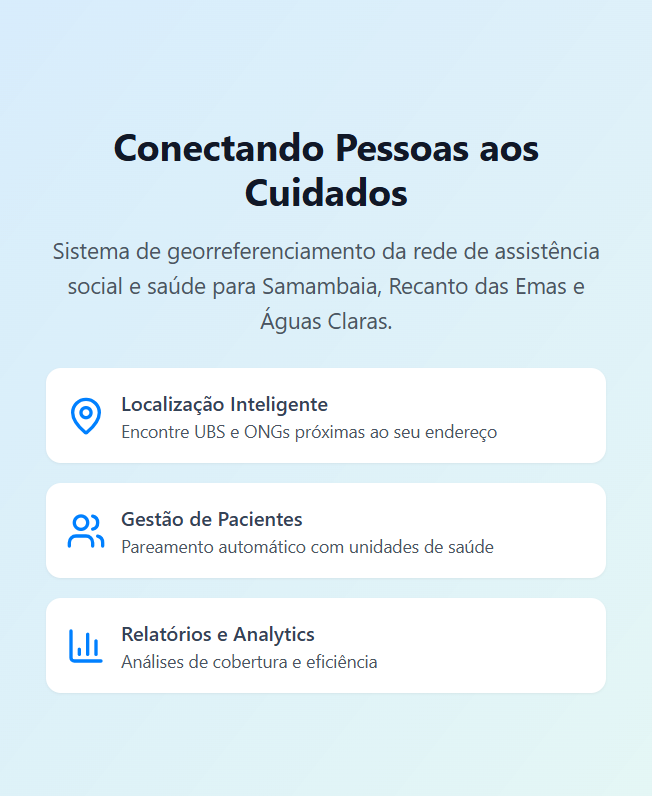 Conectando Pessoas aos
Cuidados
Sistema de georreferenciamento da rede de assistência
social e saúde para Samambaia, Recanto das Emas e
Águas Claras.
Localização Inteligente
Encontre UBS e ONGs próximas ao seu endereço
Gestão de Pacientes
Pareamento automático com unidades de saúde
Relatórios e Analytics
Análises de cobertura e eficiência